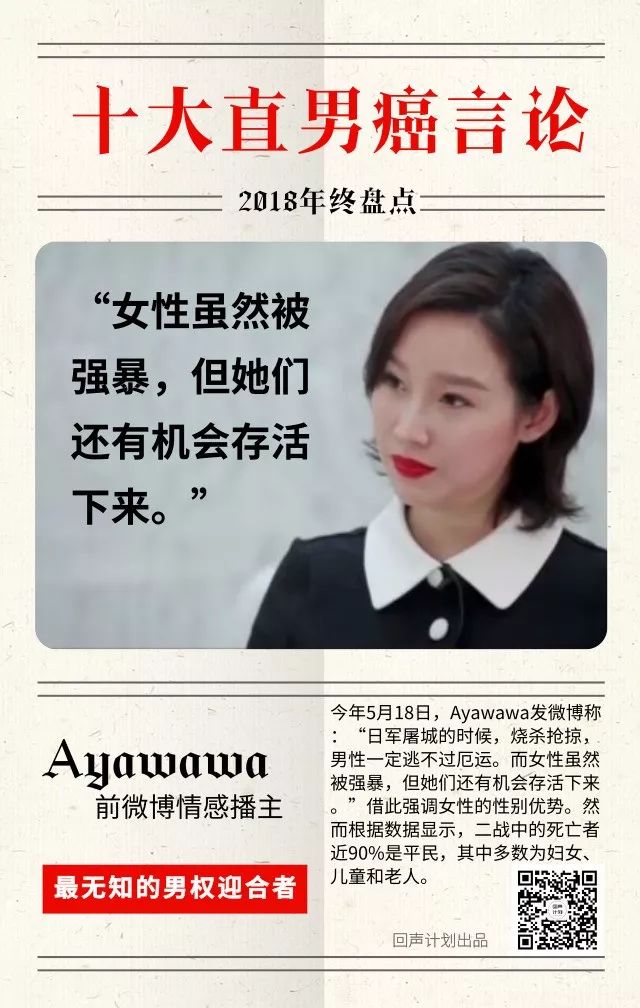 十大直男癌言论
2018年终盘点
“女性虽然被
强暴，但她们
还有机会存活
下来。”
Ayawawa
前微博情感播主
最无知的男权迎合者
今年5月18日，Ayawawa发微博称
：“日军屠城的时候，烧杀抢掠，
男性一定逃不过厄运。而女性虽然
被强暴，但她们还有机会存活下来
。”借此强调女性的性别优势。然
而根据数据显示，二战中的死亡者
近90%是平民，其中多数为妇女、
儿童和老人。
回声计划出品
回声
计划